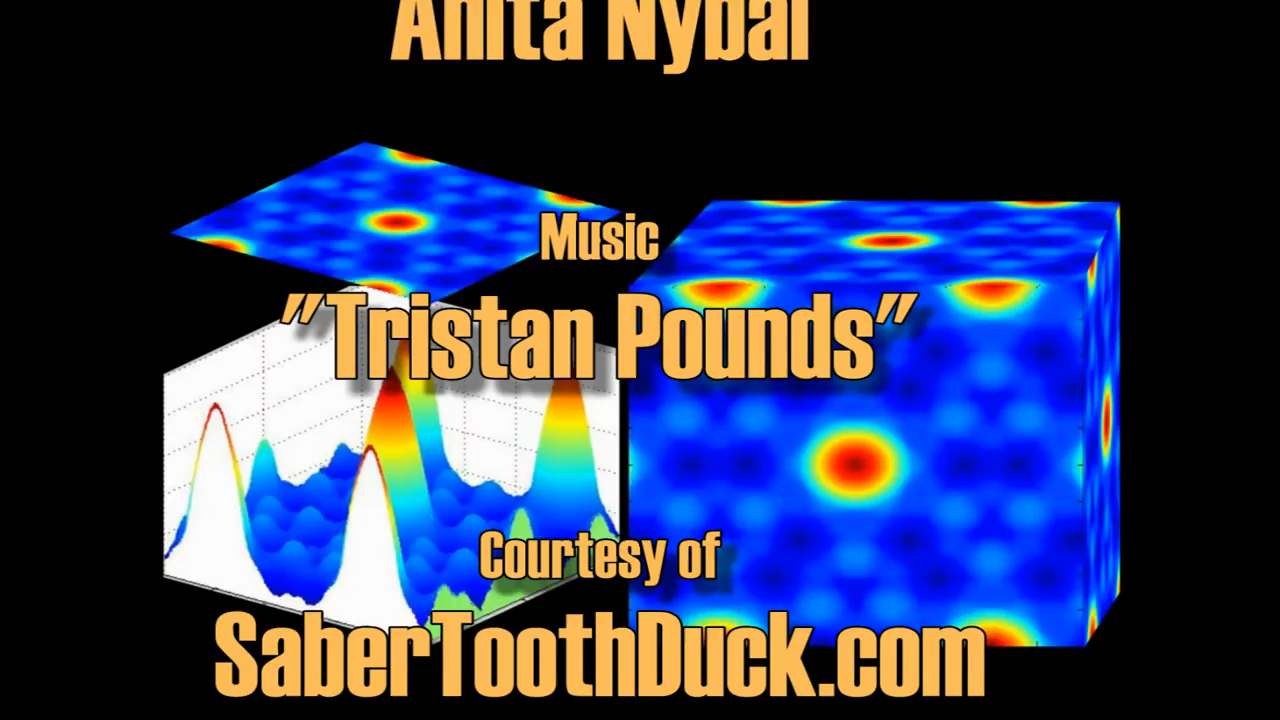 Anita Nybal
Music
"Tristan Pounds"
Courtesy of
SaberToothDuck.com